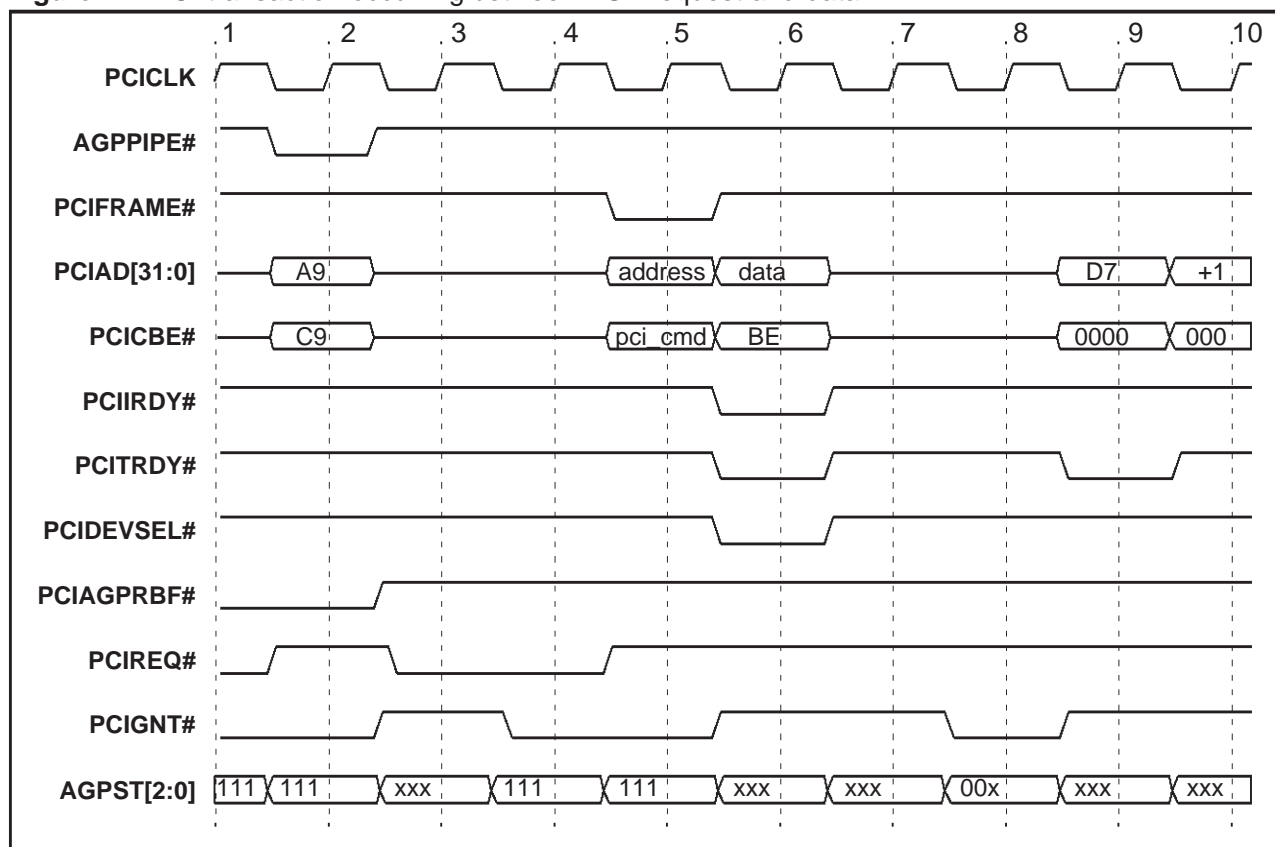 .1 .2 .3 .4 .5 .6 .7 .8 .9 .10
PCICLK
AGPPIPE#
PCIFRAME#
PCIAD[31:0] A9 address data D7 +1
PCICBE# C9 pci_cmd BE 0000 000
PCIIRDY#
PCITRDY#
PCIDEVSEL#
PCIAGPRBF#
PCIREQ#
PCIGNT#
AGPST[2:0] 111 111 xxx 111 111 xxx xxx 00x xxx xxx